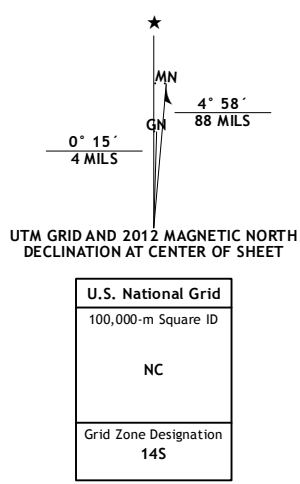 ★
MN
4° 58´
88 MILS
GN
0° 15´
4 MILS
UTM GRID AND 2012 MAGNETIC NORTH
DECLINATION AT CENTER OF SHEET
U.S. National Grid
100,000-m Square ID
NC
Grid Zone Designation
14S